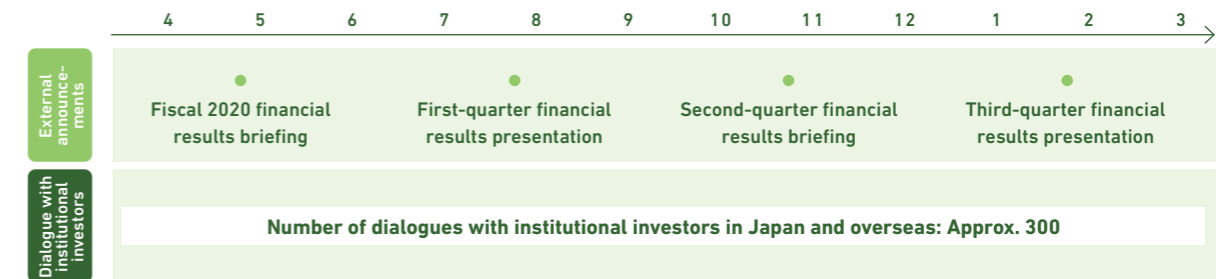 4 5 6 7 8 9 10 11 12 1 2 3
External
announce-
ments
Fiscal 2020 financial
results briefing
First-quarter financial
results presentation
Second-quarter financial
results briefing
Third-quarter financial
results presentation
Dialogue with
institutional
investors
Number of dialogues with institutional investors in Japan and overseas: Approx. 300